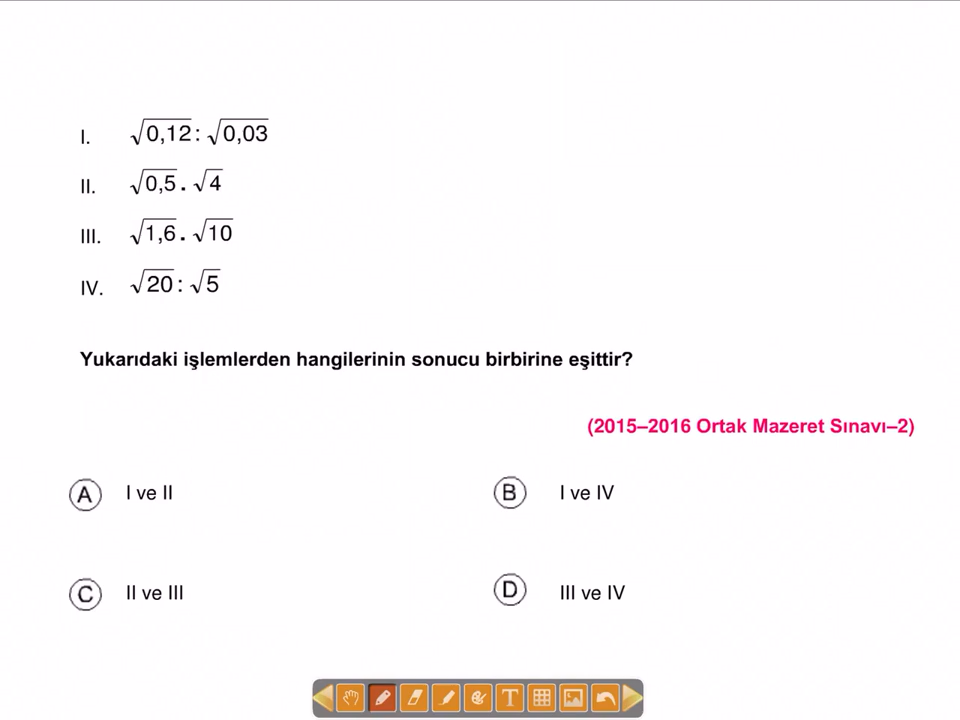 I. √0,12 : √0,03
II. √0,5 . √4
III. √1,6 . √10
IV. √20 : √5
Yukarıdaki işlemlerden hangilerinin sonucu birbirine eşittir?
(2015–2016 Ortak Mazeret Sınavı–2)
A I ve II
B I ve IV
C II ve III
D III ve IV
T